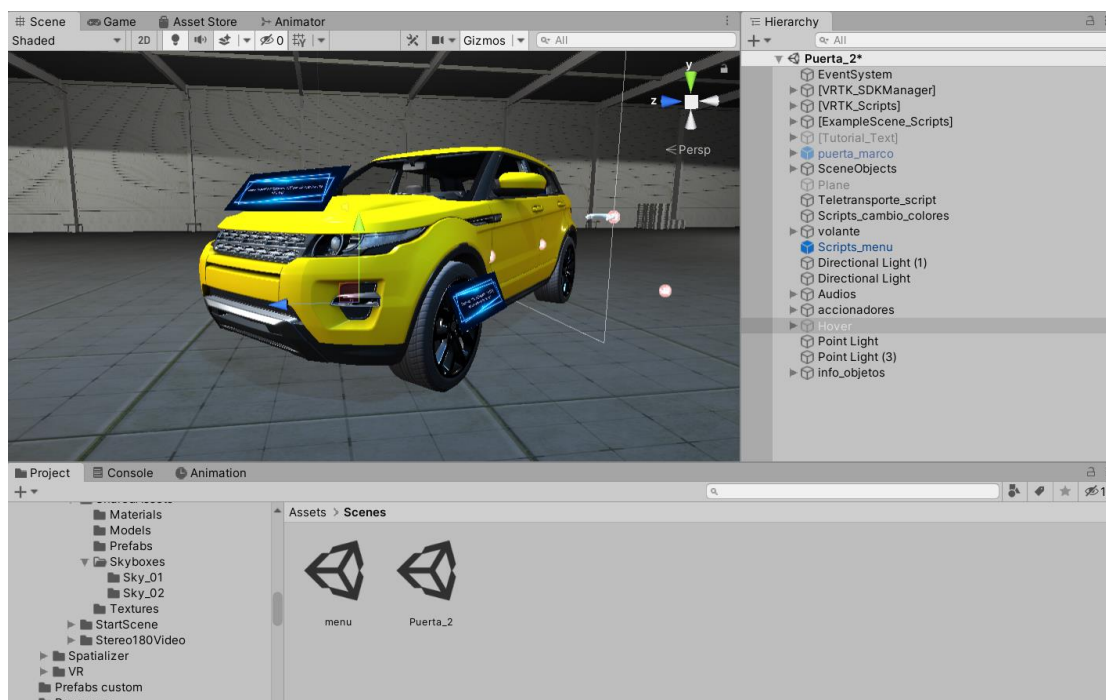 Scene Game Asset Store Animator
Shaded 2D 0 Gizmos All
y
z
Persp
Hierarchy
All
Puerta_2*
EventSystem
[VRTK_SDKManager]
[VRTK_Scripts]
[ExampleScene_Scripts]
[Tutorial_Text]
puerta_marco
SceneObjects
Plane
Teletransporte_script
Scripts_cambio_colores
volante
Scripts_menu
Directional Light (1)
Directional Light
Audios
accionadores
Hover
Point Light
Point Light (3)
info_objetos
Project Console Animation
1
Materials
Models
Prefabs
Skyboxes
Sky_01
Sky_02
Textures
StartScene
Stereo180Video
Spatializer
VR
Prefabs custom
Assets > Scenes
menu Puerta_2